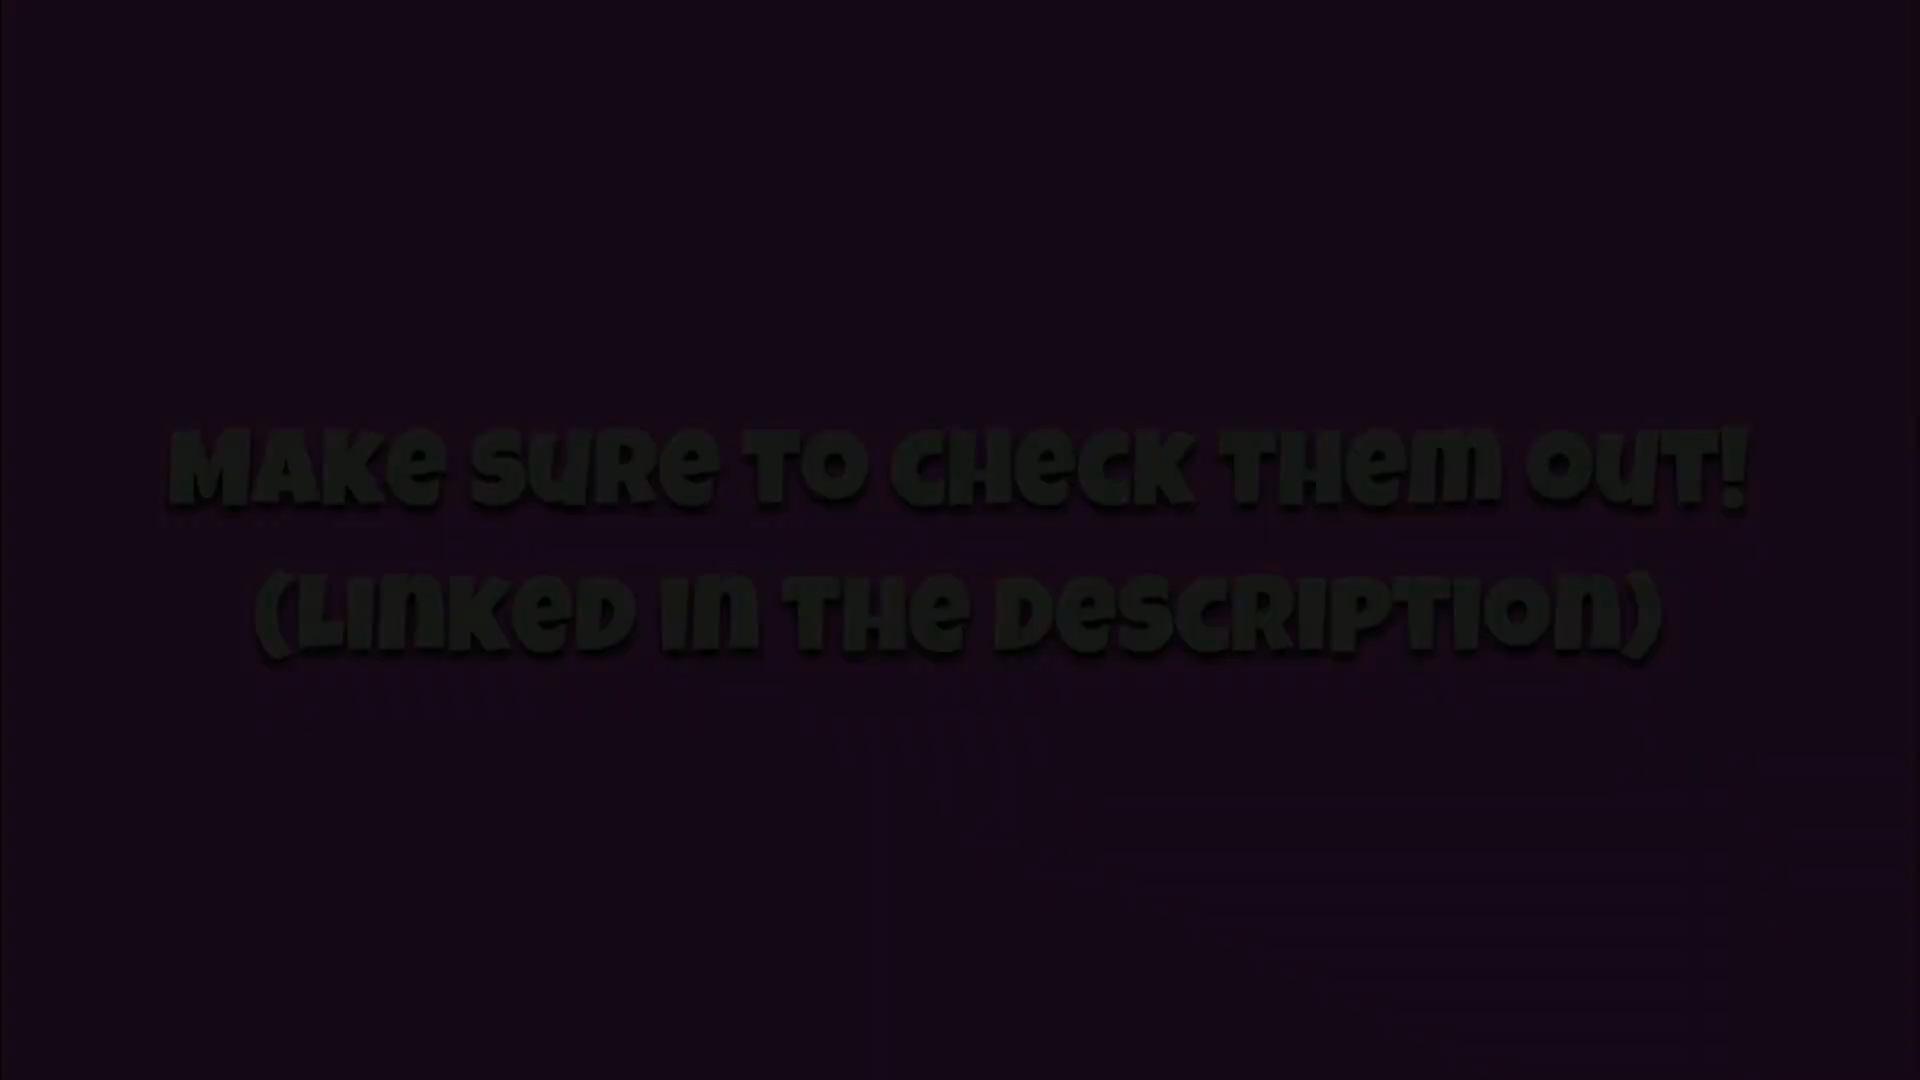 Make sure to check them out!
(Linked in the description)